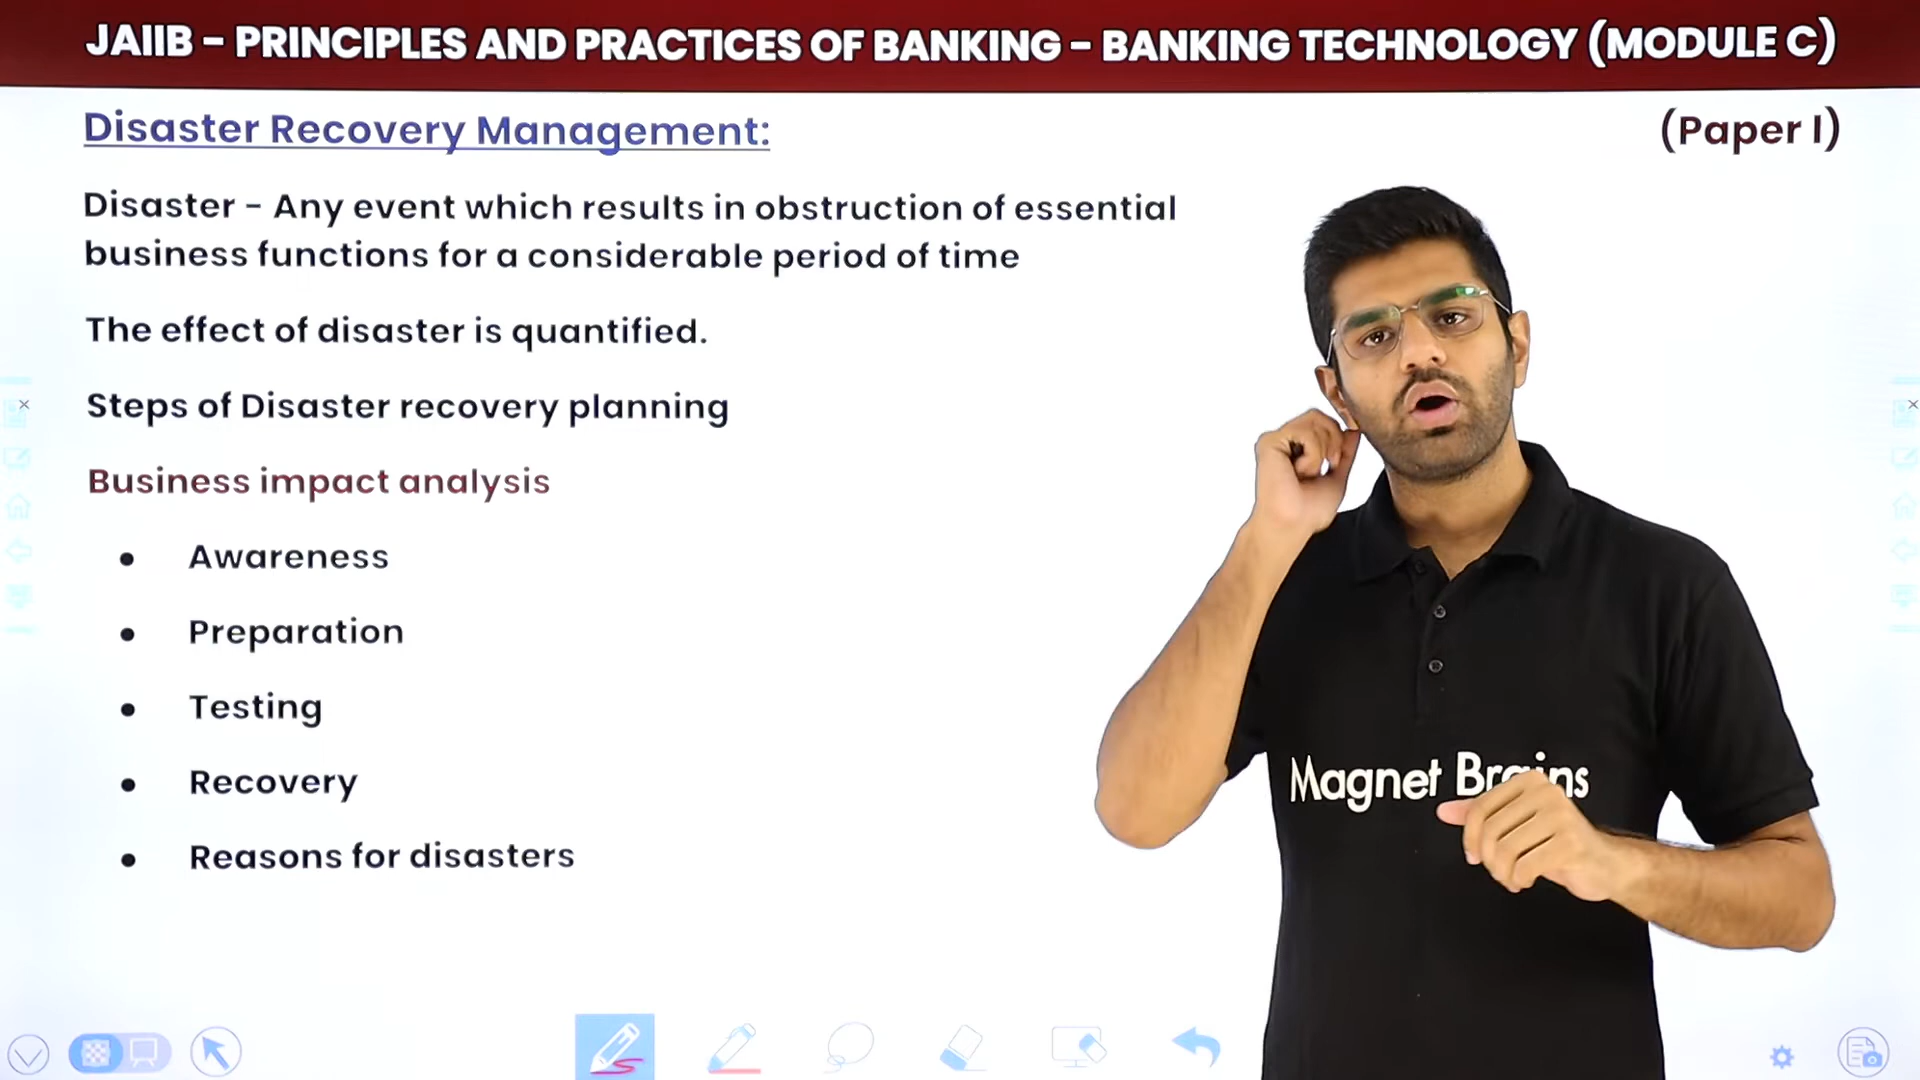 JAIIB - PRINCIPLES AND PRACTICES OF BANKING - BANKING TECHNOLOGY (MODULE C)
Disaster Recovery Management:
(Paper I)
Disaster - Any event which results in obstruction of essential
business functions for a considerable period of time
The effect of disaster is quantified.
Steps of Disaster recovery planning
Business impact analysis
• Awareness
• Preparation
• Testing
• Recovery
• Reasons for disasters
Magnet Brains